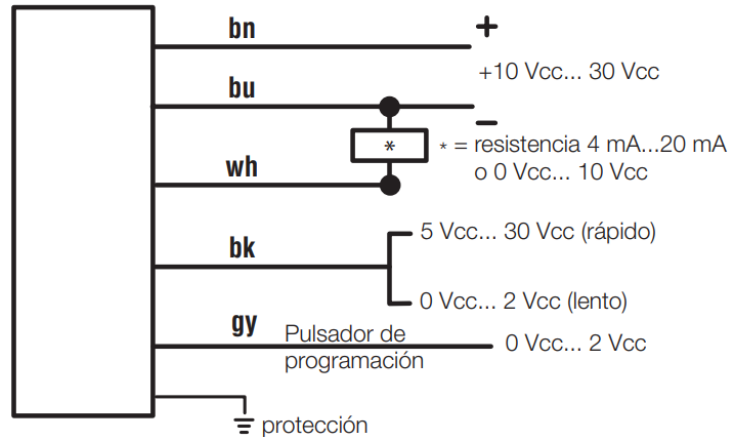 bn
+
+10 Vcc... 30 Vcc
bu
–
* * = resistencia 4 mA...20 mA
o 0 Vcc... 10 Vcc
wh
5 Vcc... 30 Vcc (rápido)
bk
0 Vcc... 2 Vcc (lento)
gy Pulsador de
programación
0 Vcc... 2 Vcc
protección